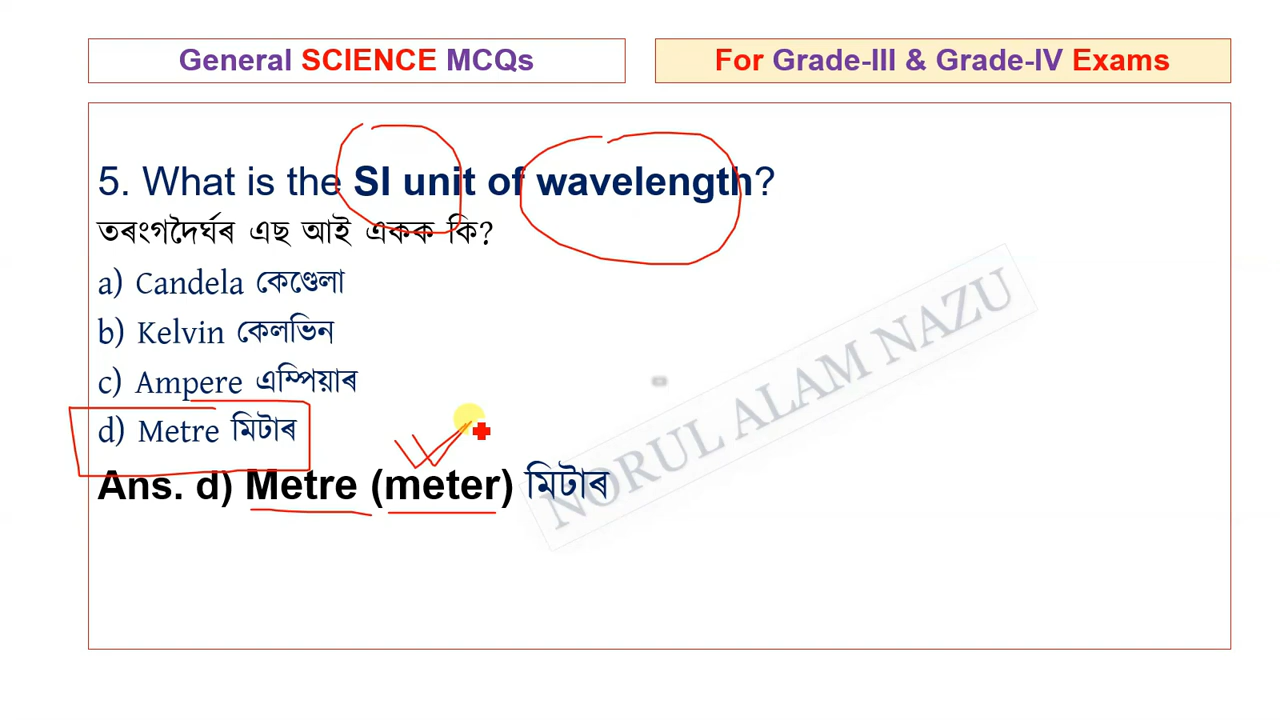 General SCIENCE MCQs
For Grade-III & Grade-IV Exams
5. What is the SI unit of wavelength?
তৰংগদৈৰ্ঘৰ এছ আই একক কি?
a) Candela কেণ্ডেলা
b) Kelvin কেলভিন
c) Ampere এম্পিয়াৰ
d) Metre মিটাৰ
Ans. d) Metre (meter) মিটাৰ
NORUL ALAM NAZU